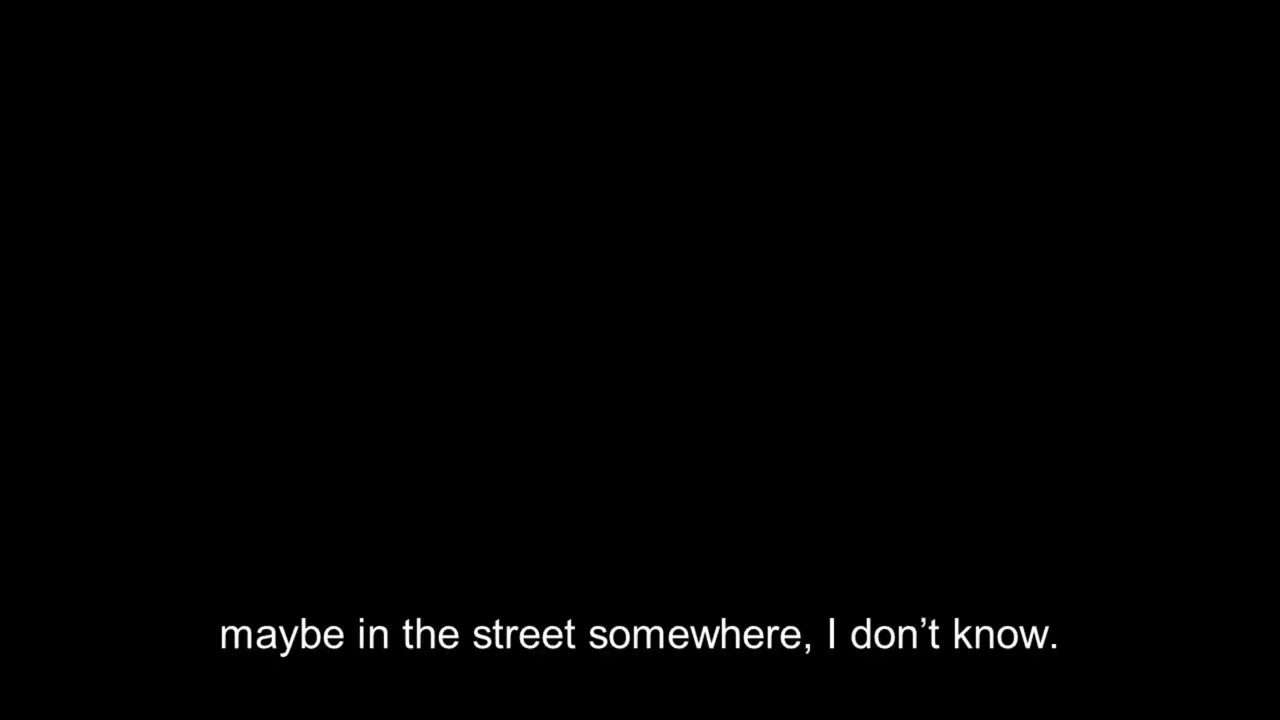 maybe in the street somewhere, I don’t know.